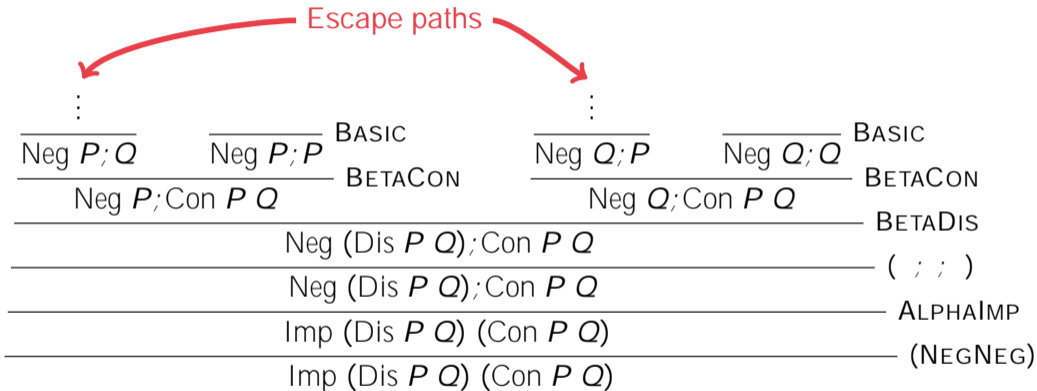 Escape paths
⋮ ⋮
BASIC BASIC
Neg P; Q Neg P; P Neg Q; P Neg Q; Q
BETACON BETACON
Neg P; Con P Q Neg Q; Con P Q
BETADIS
Neg (Dis P Q); Con P Q
( ; ; )
Neg (Dis P Q); Con P Q
ALPHAIMP
Imp (Dis P Q) (Con P Q)
(NEGNEG)
Imp (Dis P Q) (Con P Q)